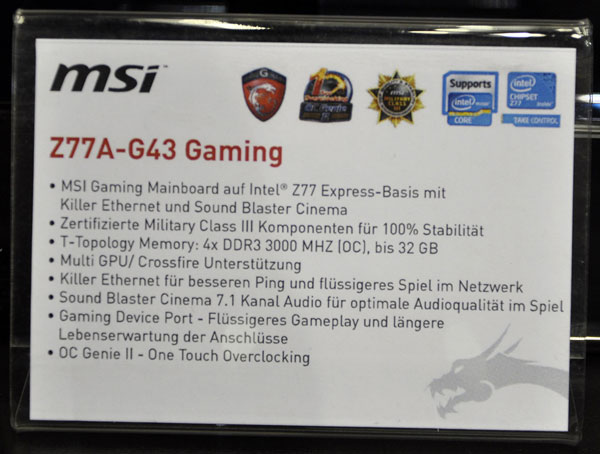 msi
G
Supports
intel inside
CORE
intel inside
CHIPSET
Z77
TAKE CONTROL
MILITARY
CLASS
Z77A-G43 Gaming
• MSI Gaming Mainboard auf Intel® Z77 Express-Basis mit
Killer Ethernet und Sound Blaster Cinema
• Zertifizierte Military Class III Komponenten für 100% Stabilität
• T-Topology Memory: 4x DDR3 3000 MHZ (OC), bis 32 GB
• Multi GPU/ Crossfire Unterstützung
• Killer Ethernet für besseren Ping und flüssigeres Spiel im Netzwerk
• Sound Blaster Cinema 7.1 Kanal Audio für optimale Audioqualität im Spiel
• Gaming Device Port - Flüssigeres Gameplay und längere
Lebenserwartung der Anschlüsse
• OC Genie II - One Touch Overclocking